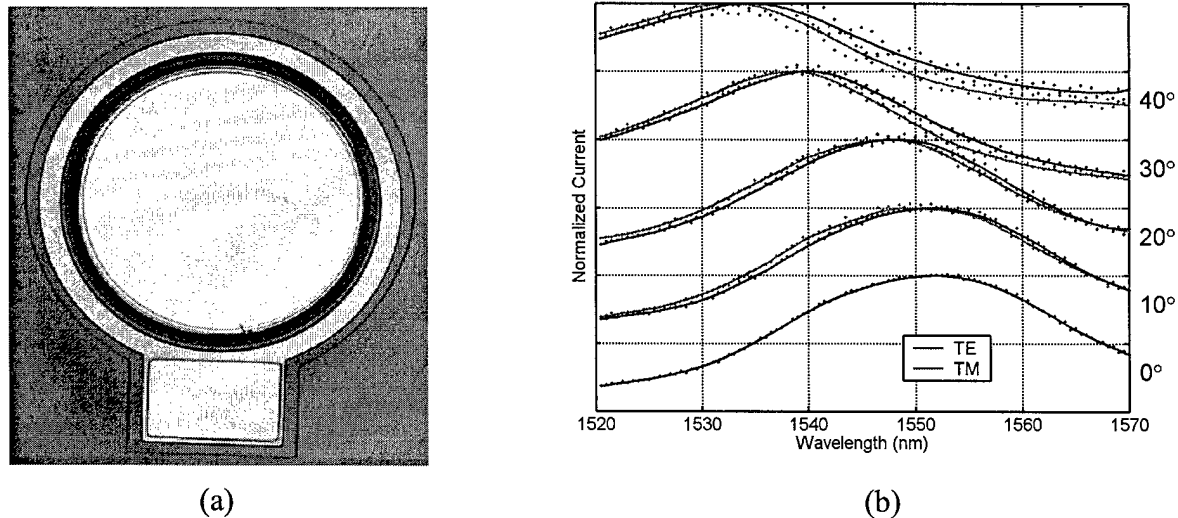 40°
30°
20°
10°
0°
Normalized Current
TE
TM
1520 1530 1540 1550 1560 1570
Wavelength (nm)
(a) (b)